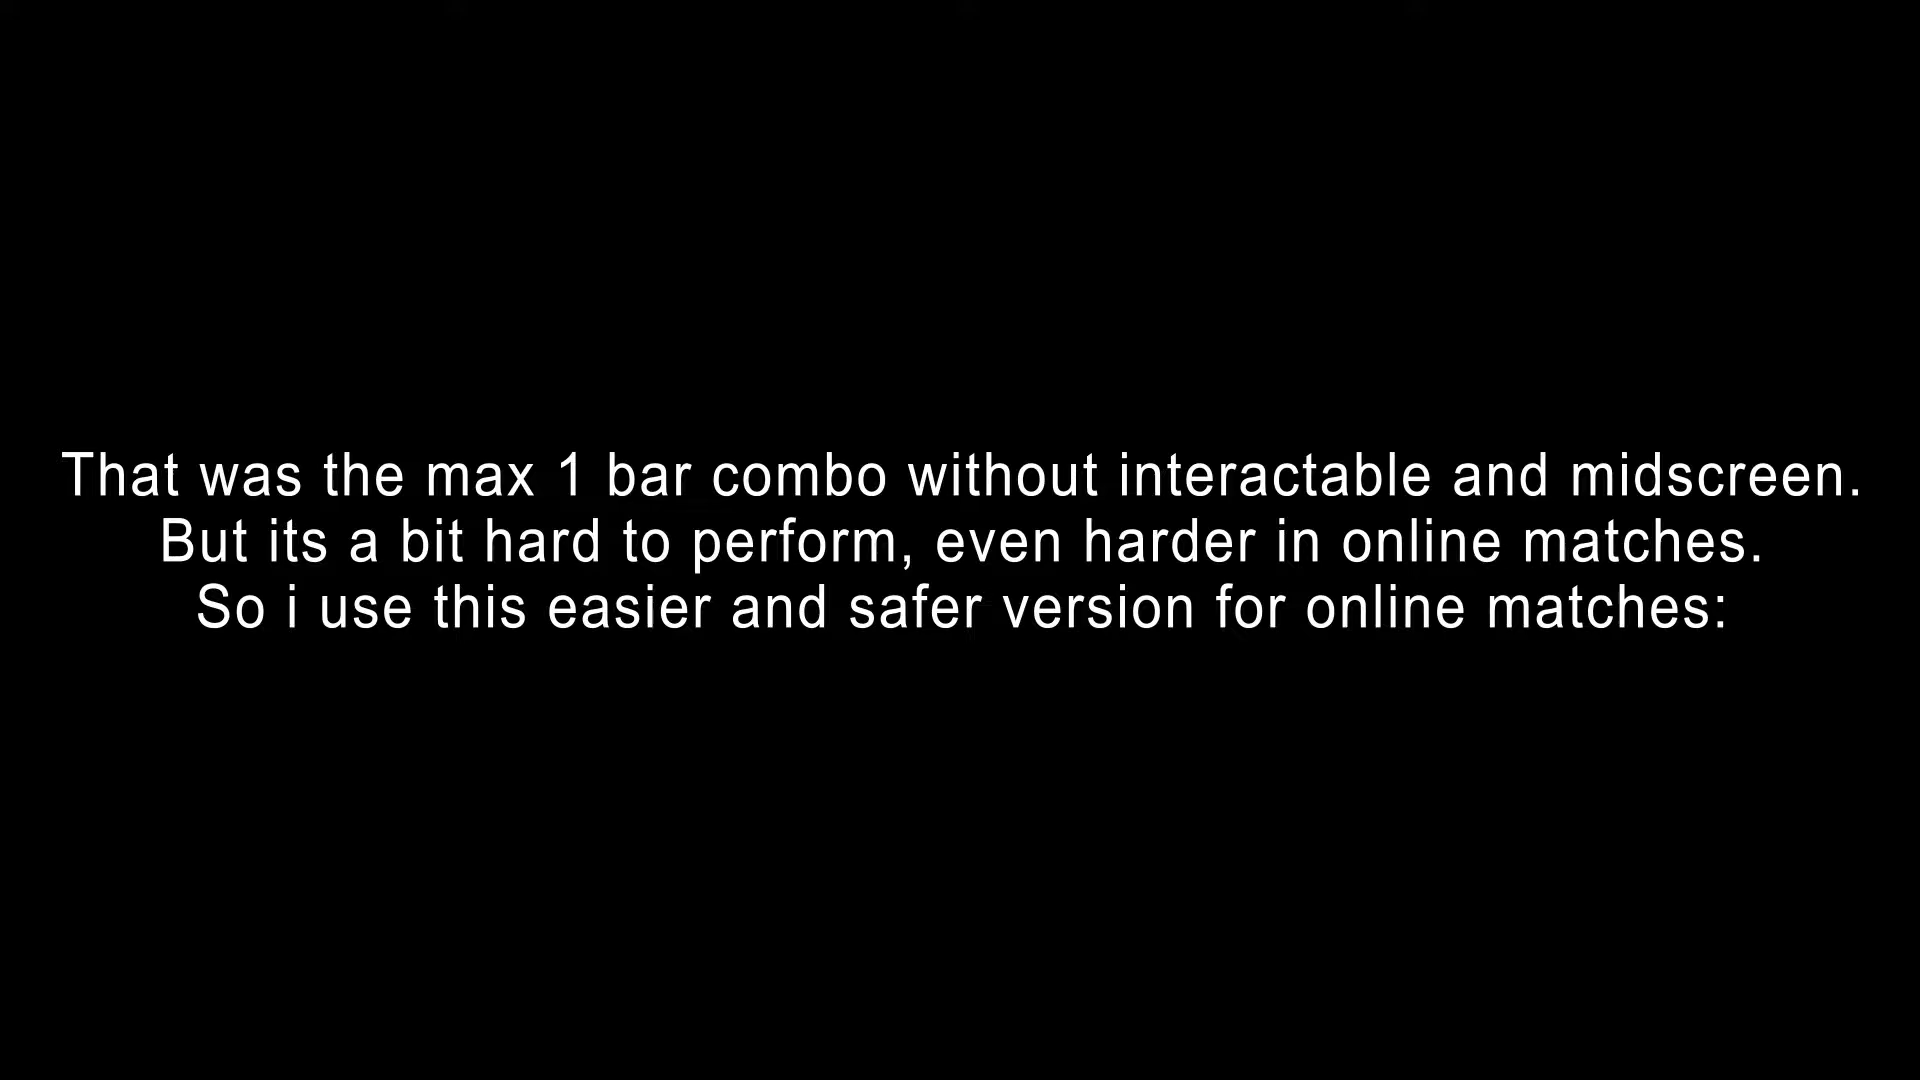 That was the max 1 bar combo without interactable and midscreen.
But its a bit hard to perform, even harder in online matches.
So i use this easier and safer version for online matches: